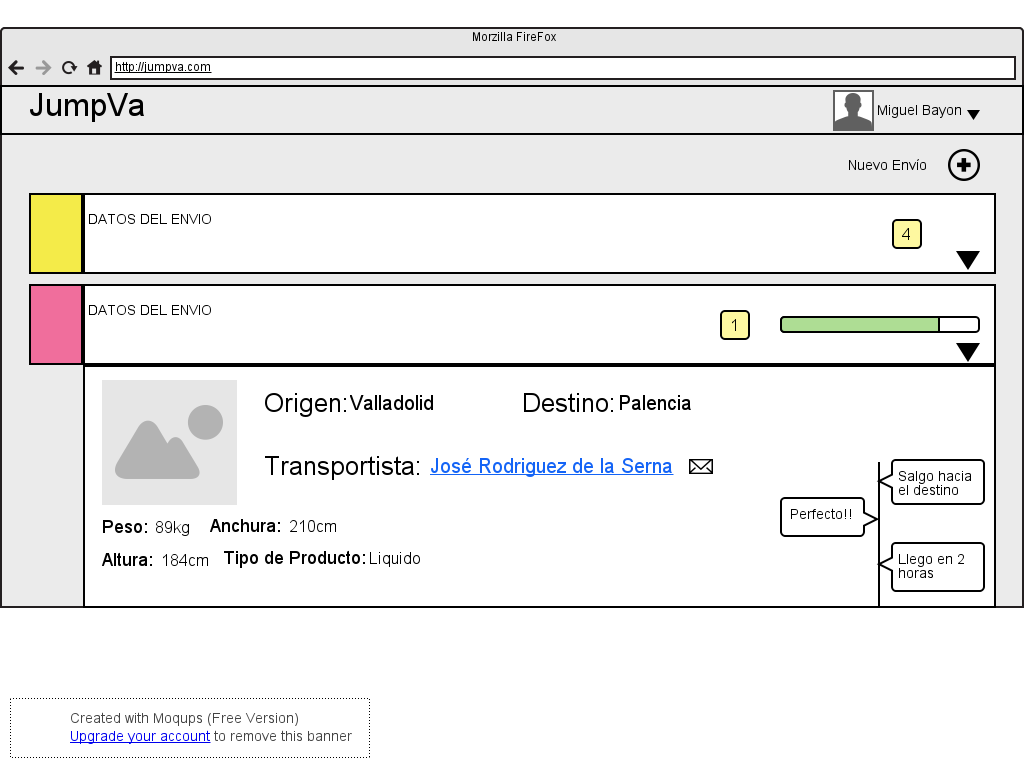 Morzilla FireFox
http://jumpva.com
JumpVa
Miguel Bayon
Nuevo Envío
DATOS DEL ENVIO
4
DATOS DEL ENVIO
1
Origen: Valladolid
Destino: Palencia
Transportista: José Rodriguez de la Serna
Salgo hacia
el destino
Perfecto!!
Peso: 89kg
Anchura: 210cm
Altura: 184cm
Tipo de Producto: Liquido
Llego en 2
horas
Created with Moqups (Free Version)
Upgrade your account to remove this banner